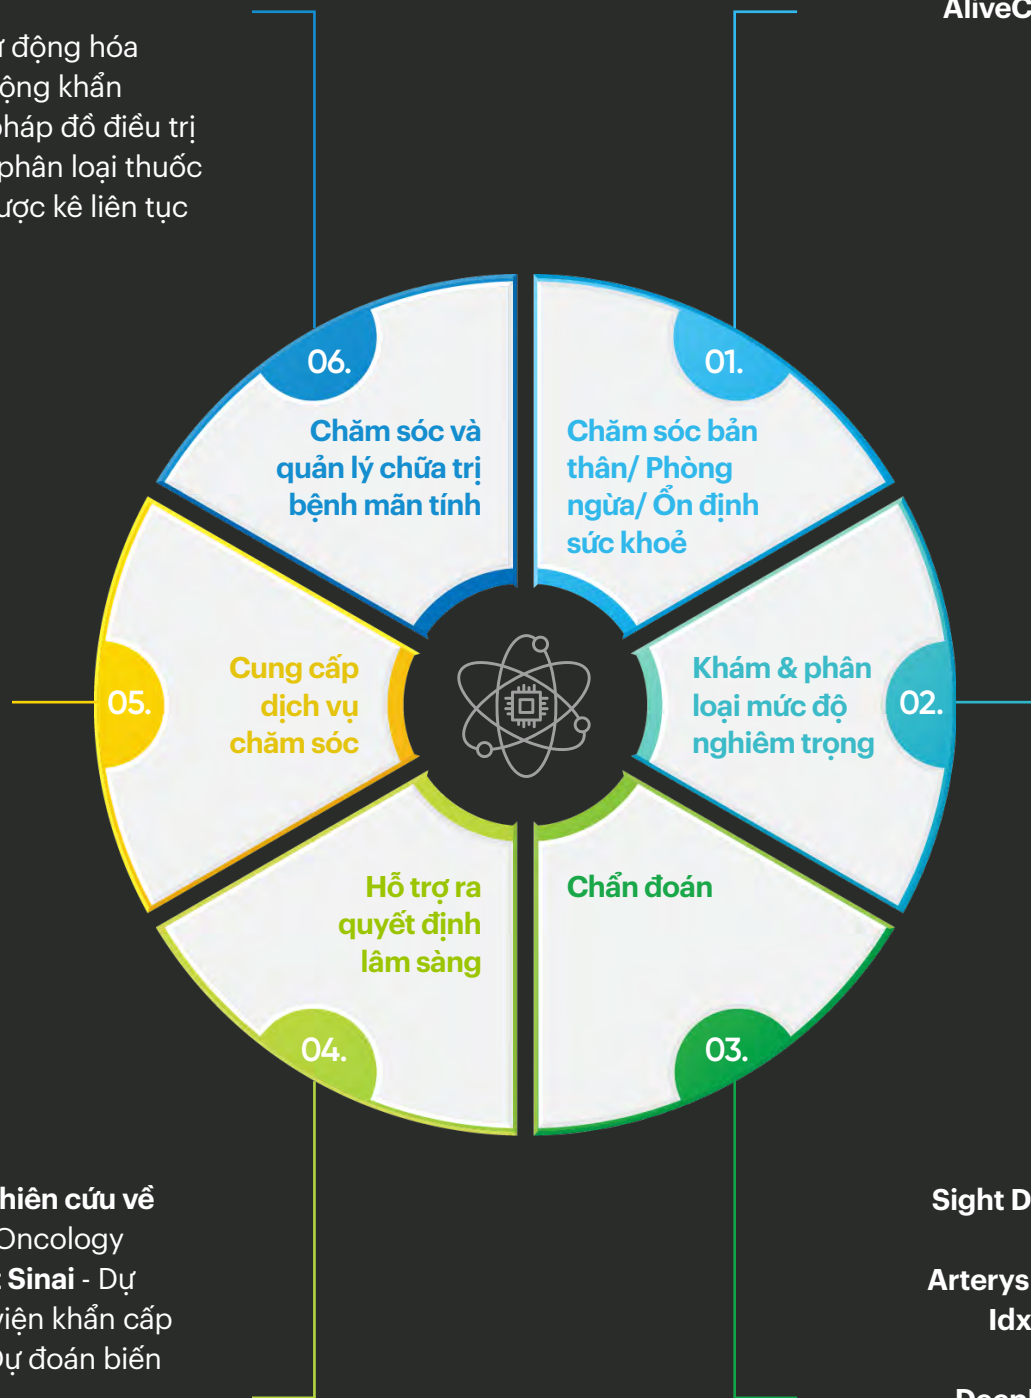 AliveC
ự động hóa
ộng khẩn
pháp đồ điều trị
phân loại thuốc
ược kê liên tục
06.
Chăm sóc và
quản lý chữa trị
bệnh mãn tính
01.
Chăm sóc bản
thân/ Phòng
ngừa/ Ổn định
sức khoẻ
05.
Cung cấp
dịch vụ
chăm sóc
Khám & phân
loại mức độ
nghiêm trọng
02.
Hỗ trợ ra
quyết định
lâm sàng
04.
Chẩn đoán
03.
hiên cứu về
Oncology
t Sinai - Dự
viện khẩn cấp
Dự đoán biến
Sight D
Arterys
Idx